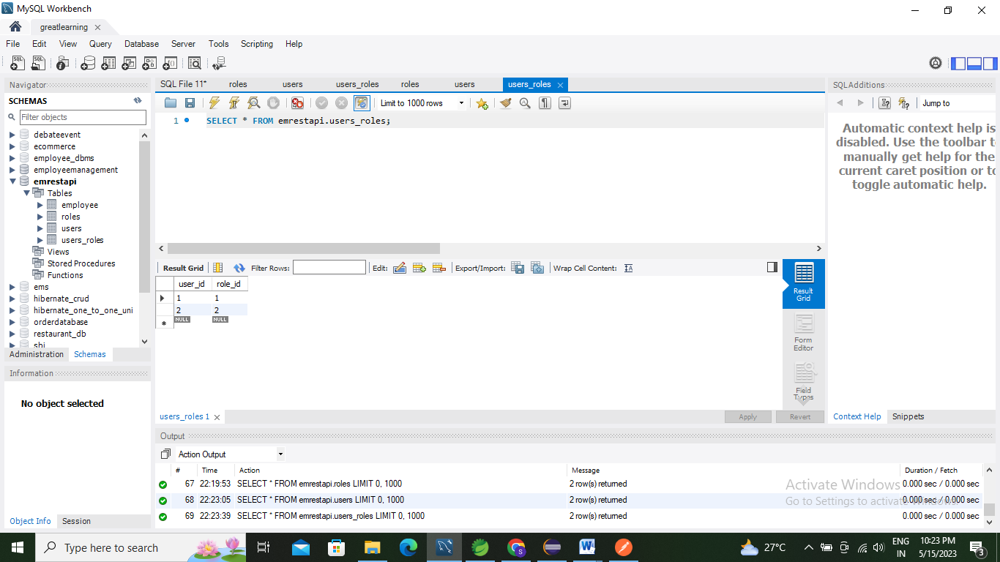 MySQL Workbench
greatlearning
File Edit View Query Database Server Tools Scripting Help
Navigator
SCHEMAS
Filter objects
debateevent
ecommerce
employee_dbms
employeemanagement
emrestapi
Tables
employee
roles
users
users_roles
Views
Stored Procedures
Functions
ems
hibernate_crud
hibernate_one_to_one_uni
orderdatabase
restaurant_db
sbi
Administration Schemas
Information
No object selected
Object Info Session
SQL File 11* roles users users_roles roles users users_roles
Limit to 1000 rows
1 SELECT * FROM emrestapi.users_roles;
Result Grid Filter Rows: Edit: Export/Import: Wrap Cell Content:
user_id role_id
1 1
2 2
NULL NULL
Result Grid
Form Editor
Field Types
users_roles 1 Apply Revert
SQLAdditions
Jump to
Automatic context help is
disabled. Use the toolbar t
manually get help for the
current caret position or to
toggle automatic help.
Context Help Snippets
Output
Action Output
# Time Action Message Duration / Fetch
67 22:19:53 SELECT * FROM emrestapi.roles LIMIT 0, 1000 2 row(s) returned 0.000 sec / 0.000 sec
68 22:23:05 SELECT * FROM emrestapi.users LIMIT 0, 1000 2 row(s) returned 0.000 sec / 0.000 sec
69 22:23:39 SELECT * FROM emrestapi.users_roles LIMIT 0, 1000 2 row(s) returned 0.000 sec / 0.000 sec
Activate Windows
Go to Settings to activate Windows.
Type here to search
27°C
ENG
IN
10:23 PM
5/15/2023
3